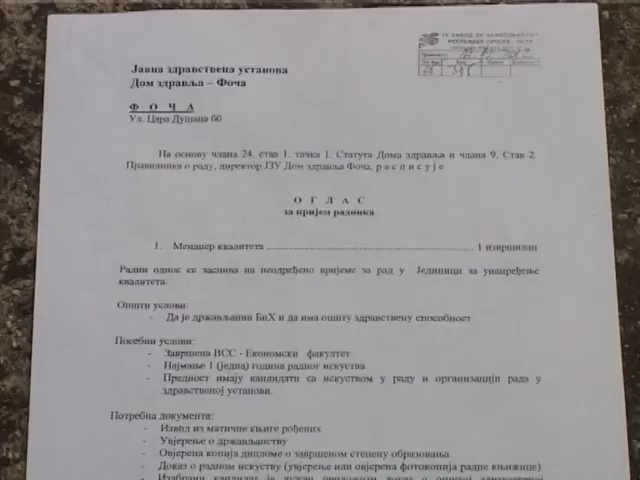 Јавна здравствена установа
Дом здравља – Фоча
Ф О Ч А
Ул. Цара Душана бб
На основу члана 24. став 1. тачка 1. Статута Дома здравља и члана 9. Став 2.
Правилника о раду, директор ЈЗУ Дом здравља Фоча, р а с п и с у ј е
О Г Л А С
за пријем радника
1. Менаџер квалитета ........................................................................ 1 извршилац
Радни однос се заснива на неодређено вријеме за рад у Јединици за унапређење
квалитета.
Општи услови:
- Да је држављанин БиХ и да има општу здравствену способност
Посебни услови:
- Завршена ВСС - Економски факултет
- Најмање 1 (једна) година радног искуства
- Предност имају кандидати са искуством у раду и организацији рада у
здравственој установи.
Потребна документа:
- Извод из матичне књиге рођених
- Увјерење о држављанству
- Овјерена копија дипломе о завршеном степену образовања
- Доказ о радном искуству (увјерење или овјерена фотокопија радне књижице)